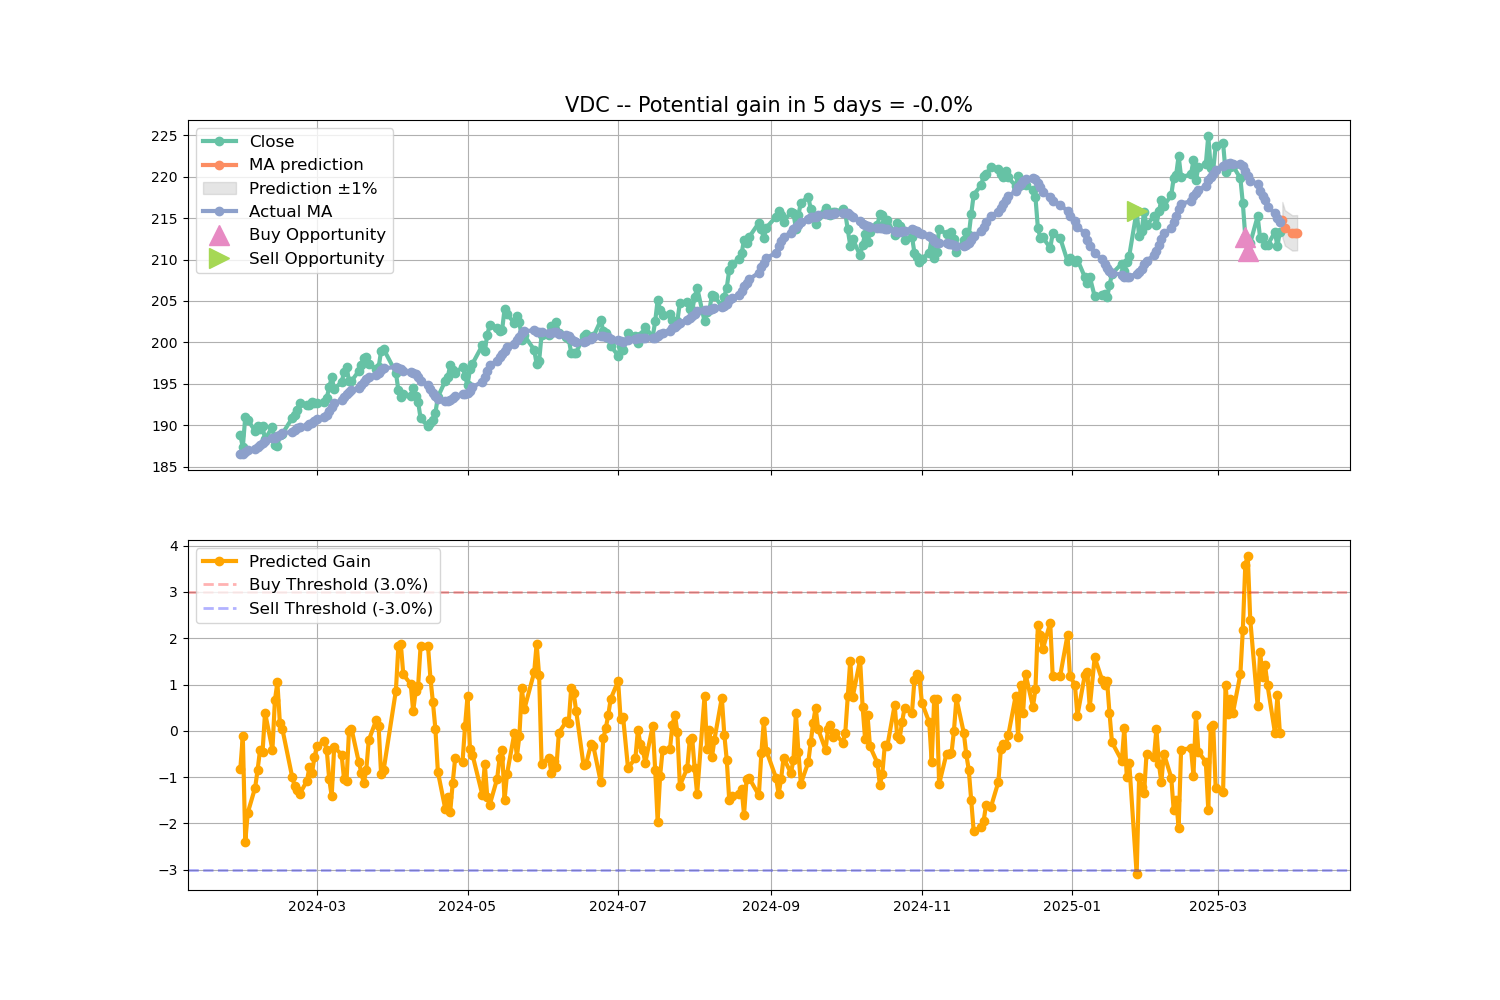 VDC -- Potential gain in 5 days = -0.0%
225
220
215
210
205
200
195
190
185
Close
MA prediction
Prediction ±1%
Actual MA
Buy Opportunity
Sell Opportunity
4
3
2
1
0
−1
−2
−3
Predicted Gain
Buy Threshold (3.0%)
Sell Threshold (-3.0%)
2024-03
2024-05
2024-07
2024-09
2024-11
2025-01
2025-03